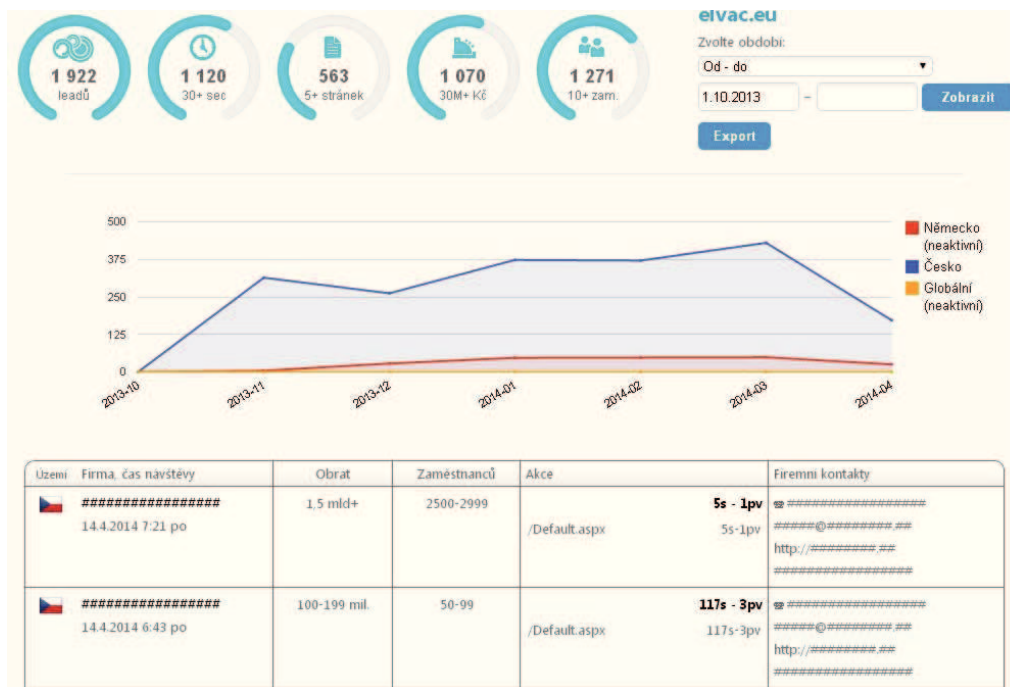 1 922
leadů
1 120
30+ sec
563
5+ stránek
1 070
30M+ Kč
1 271
10+ zam.
elvac.eu
Zvolte období:
Od - do
1.10.2013 –
Zobrazit
Export
500
375
250
125
0
2013-10 2013-11 2013-12 2014-01 2014-02 2014-03 2014-04
Německo
(neaktivní)
Česko
Globální
(neaktivní)
Území Firma, čas návštěvy Obrat Zaměstnanců Akce Firemní kontakty
################# 1,5 mld+ 2500-2999 5s - 1pv ☎ #################
14.4.2014 7:21 po /Default.aspx 5s-1pv #####@########.##
http://########.##
#################
################# 100-199 mil. 50-99 117s - 3pv ☎ #################
14.4.2014 6:43 po /Default.aspx 117s-3pv #####@########.##
http://########.##
#################